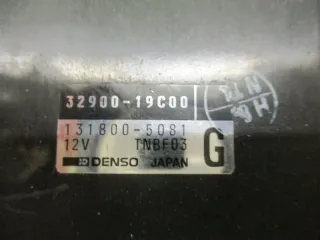 32900-19C00
131800-5081
12V TNBF03 G
DENSO JAPAN